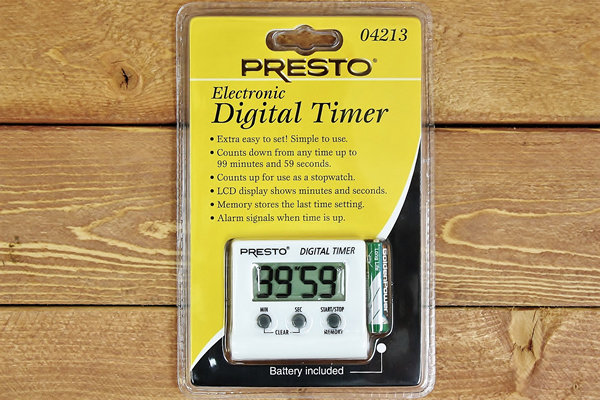 04213
PRESTO®
Electronic
Digital Timer
• Extra easy to set! Simple to use.
• Counts down from any time up to
99 minutes and 59 seconds.
• Counts up for use as a stopwatch.
• LCD display shows minutes and seconds.
• Memory stores the last time setting.
• Alarm signals when time is up.
PRESTO® DIGITAL TIMER
39 59
MIN SEC START/STOP
CLEAR MEMORY
Long Life
GoldenPower
Battery included